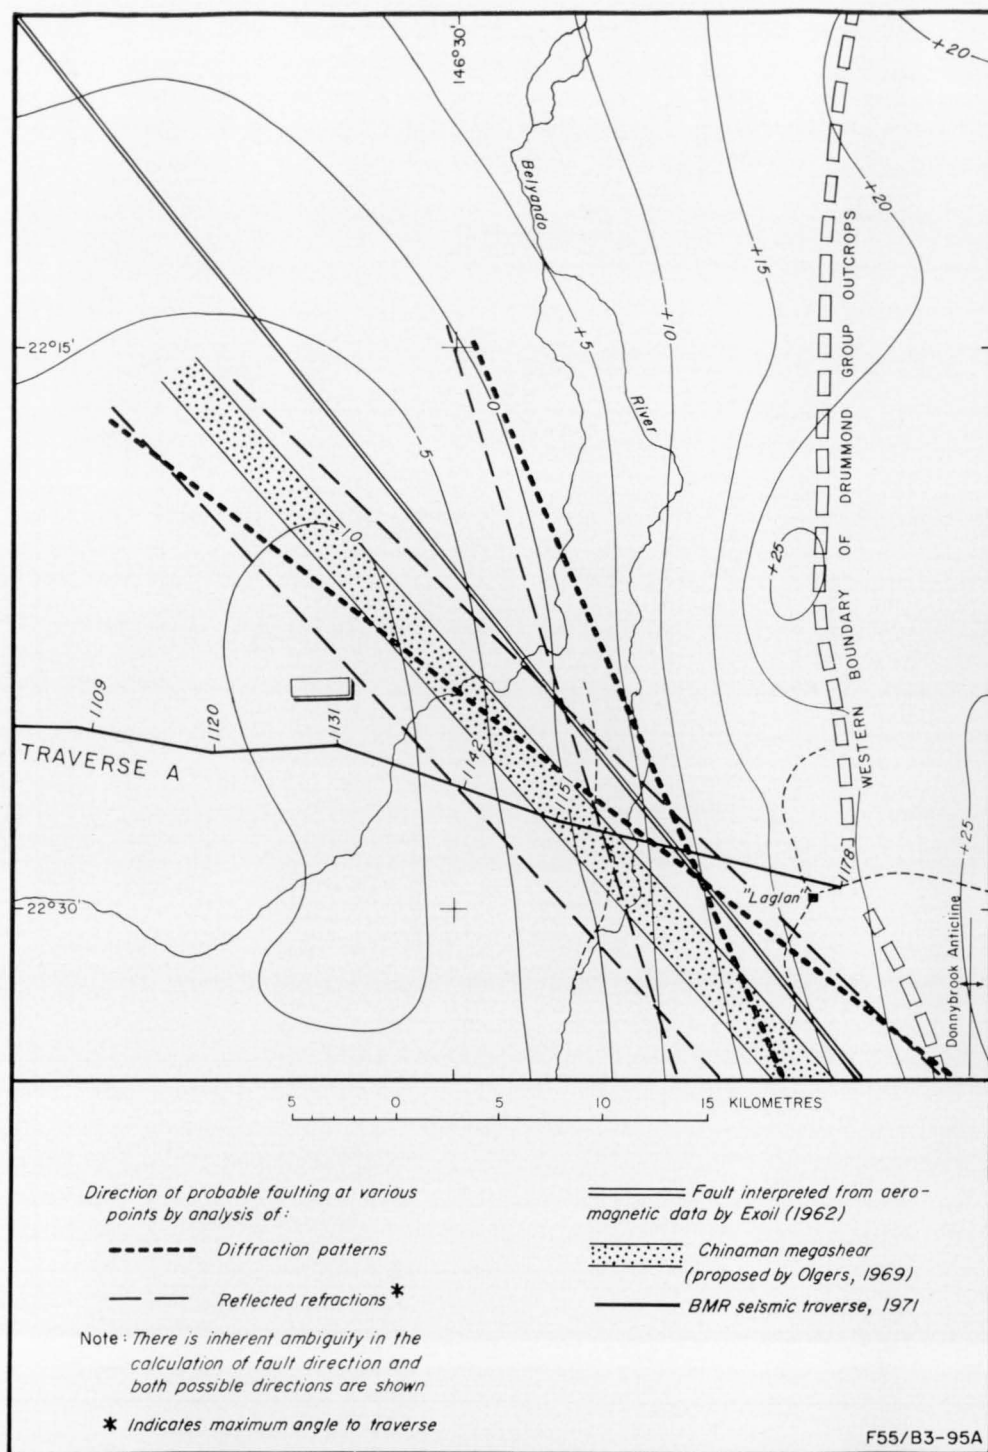 146°30'
+20
+20
Belyando
River
+15
+10
+5
0
-5
-10
22°15'
WESTERN BOUNDARY OF DRUMMOND GROUP OUTCROPS
+25
+25
1109
1120
1131
1142
1151
1178
TRAVERSE A
"Laglan"
22°30'
Donnybrook Anticline
5 0 5 10 15 KILOMETRES
Direction of probable faulting at various
points by analysis of:
Diffraction patterns
Reflected refractions *
Note: There is inherent ambiguity in the
calculation of fault direction and
both possible directions are shown
* Indicates maximum angle to traverse
Fault interpreted from aero-
magnetic data by Exoil (1962)
Chinaman megashear
(proposed by Olgers, 1969)
BMR seismic traverse, 1971
F55/B3-95A